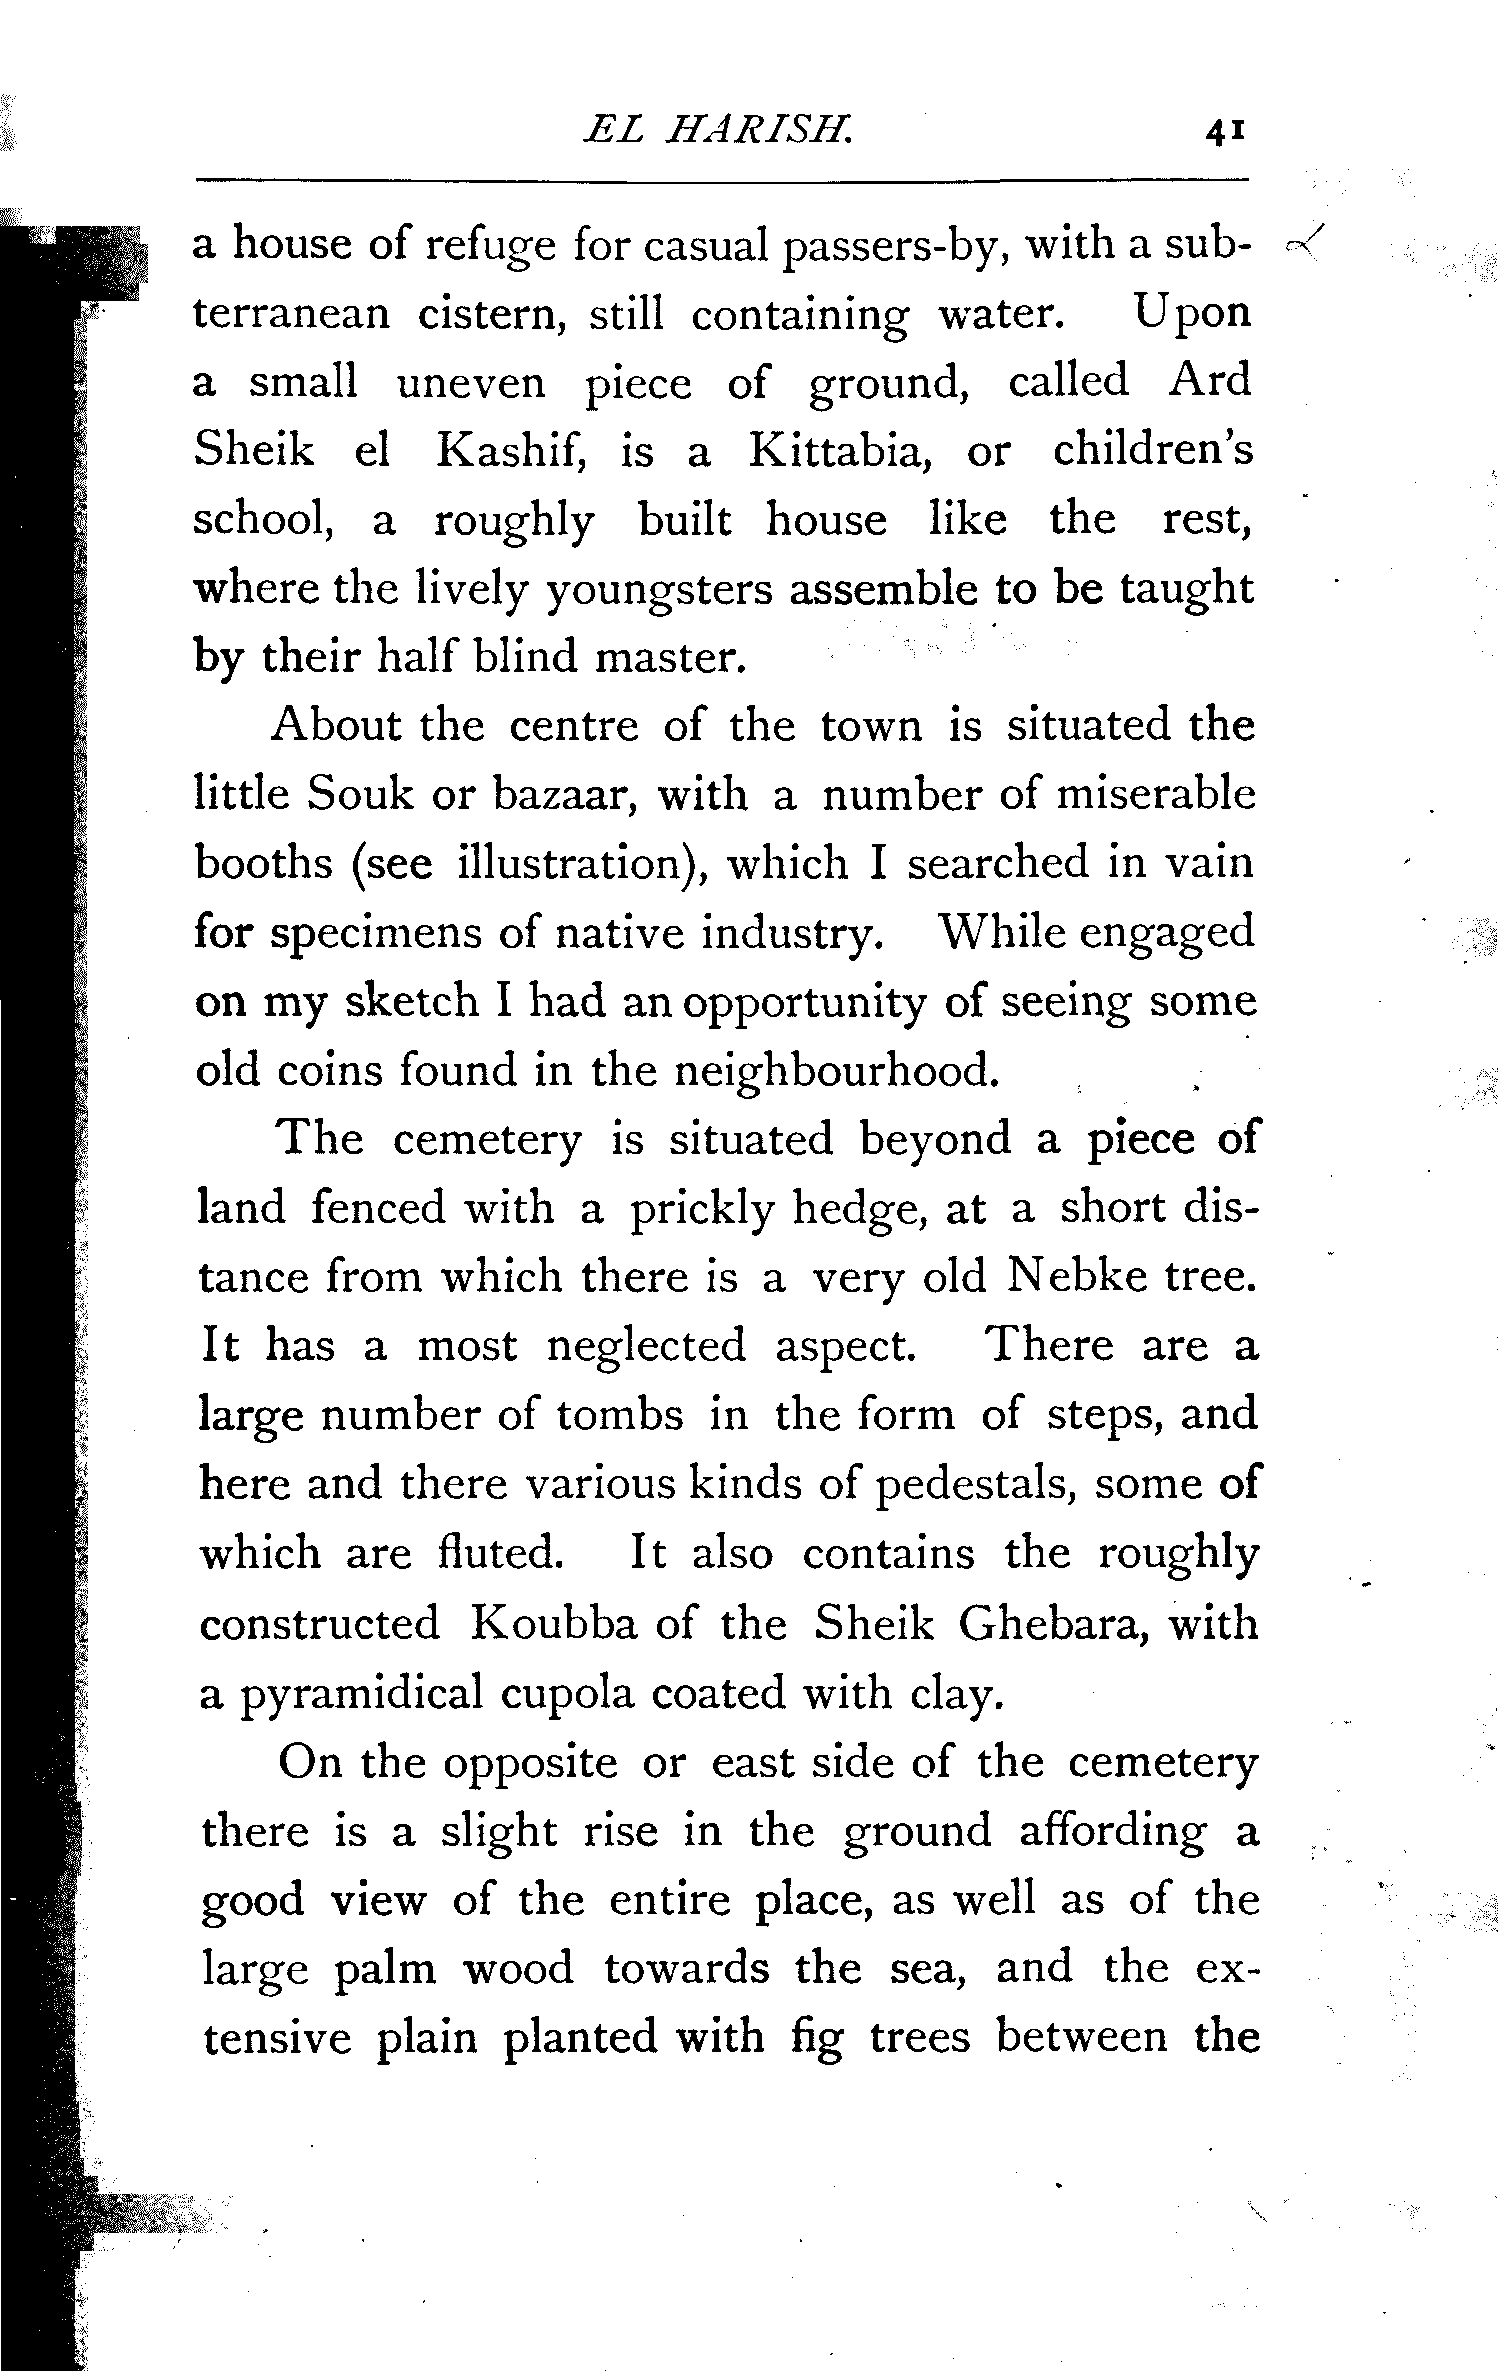 EL HARISH. 41
a house of refuge for casual passers-by, with a sub-
terranean cistern, still containing water. Upon
a small uneven piece of ground, called Ard
Sheik el Kashif, is a Kittabia, or children's
school, a roughly built house like the rest,
where the lively youngsters assemble to be taught
by their half blind master.
About the centre of the town is situated the
little Souk or bazaar, with a number of miserable
booths (see illustration), which I searched in vain
for specimens of native industry. While engaged
on my sketch I had an opportunity of seeing some
old coins found in the neighbourhood.
The cemetery is situated beyond a piece of
land fenced with a prickly hedge, at a short dis-
tance from which there is a very old Nebke tree.
It has a most neglected aspect. There are a
large number of tombs in the form of steps, and
here and there various kinds of pedestals, some of
which are fluted. It also contains the roughly
constructed Koubba of the Sheik Ghebara, with
a pyramidical cupola coated with clay.
On the opposite or east side of the cemetery
there is a slight rise in the ground affording a
good view of the entire place, as well as of the
large palm wood towards the sea, and the ex-
tensive plain planted with fig trees between the